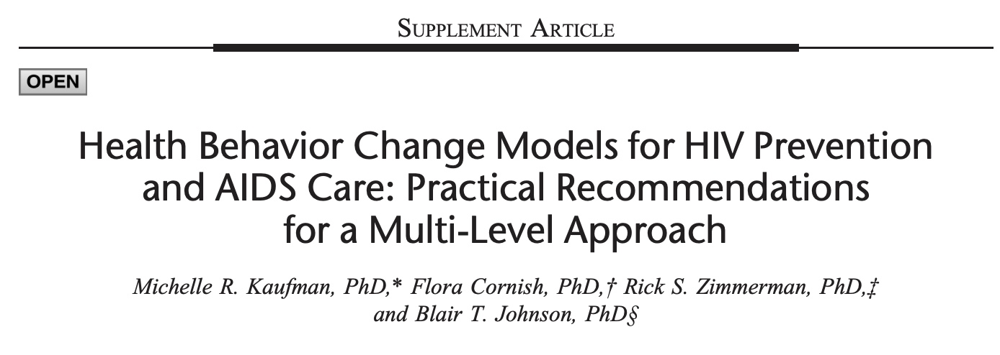 SUPPLEMENT ARTICLE
OPEN
Health Behavior Change Models for HIV Prevention
and AIDS Care: Practical Recommendations
for a Multi-Level Approach
Michelle R. Kaufman, PhD,* Flora Cornish, PhD,† Rick S. Zimmerman, PhD,‡
and Blair T. Johnson, PhD§